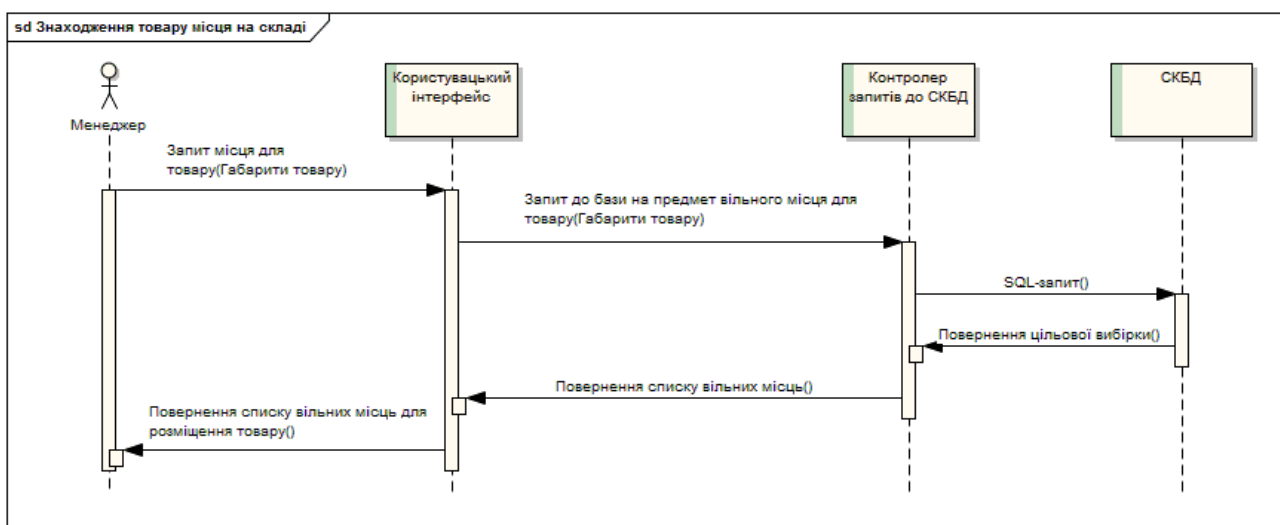 sd Знаходження товару місця на складі
Менеджер
Користувацький
інтерфейс
Контролер
запитів до СКБД
СКБД
Запит місця для
товару(Габарити товару)
Запит до бази на предмет вільного місця для
товару(Габарити товару)
SQL-запит()
Повернення цільової вибірки()
Повернення списку вільних місць()
Повернення списку вільних місць для
розміщення товару()